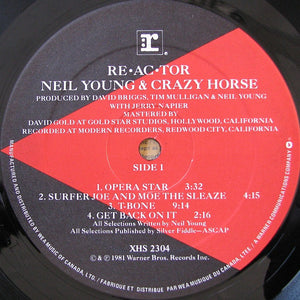 r
RE•AC•TOR
NEIL YOUNG & CRAZY HORSE
PRODUCED BY DAVID BRIGGS, TIM MULLIGAN & NEIL YOUNG
WITH JERRY NAPIER
MASTERED BY
DAVID GOLD AT GOLD STAR STUDIOS, HOLLYWOOD, CALIFORNIA
RECORDED AT MODERN RECORDERS, REDWOOD CITY, CALIFORNIA
SIDE 1
1. OPERA STAR 3:32
2. SURFER JOE AND MOE THE SLEAZE 4:15
3. T-BONE 9:14
4. GET BACK ON IT 2:16
All Selections Written by Neil Young
All Selections Published by Silver Fiddle—ASCAP
XHS 2304
© ℗ 1981 Warner Bros. Records Inc.
MANUFACTURED AND DISTRIBUTED BY WEA MUSIC OF CANADA, LTD. / FABRIQUE ET DISTRIBUE PAR WEA MUSIQUE DU CANADA, LTEE. / A WARNER COMMUNICATIONS COMPANY